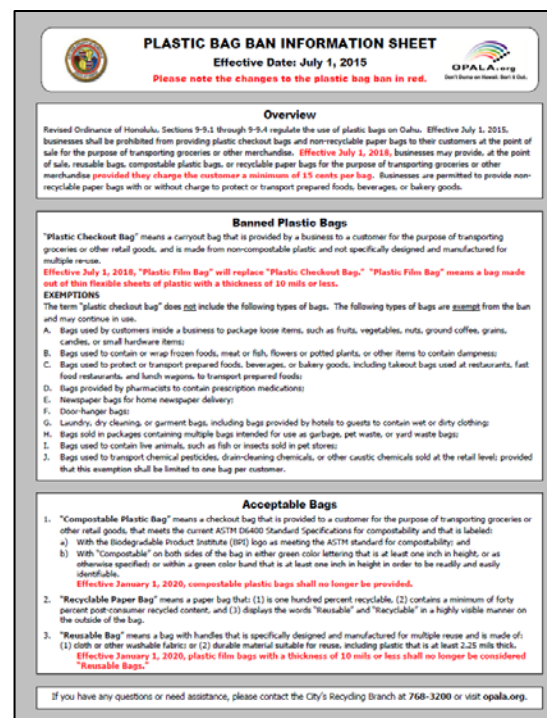 PLASTIC BAG BAN INFORMATION SHEET
Effective Date: July 1, 2015
Please note the changes to the plastic bag ban in red.
OPALA.org
Don't Dump on Hawaii. Sort it Out.
Overview
Revised Ordinance of Honolulu, Sections 9-9.1 through 9-9.4 regulate the use of plastic bags on Oahu. Effective July 1, 2015,
businesses shall be prohibited from providing plastic checkout bags and non-recyclable paper bags to their customers at the point of
sale for the purpose of transporting groceries or other merchandise. Effective July 1, 2018, businesses may provide, at the point
of sale, reusable bags, compostable plastic bags, or recyclable paper bags for the purpose of transporting groceries or other
merchandise provided they charge the customer a minimum of 15 cents per bag. Businesses are permitted to provide non-
recyclable paper bags with or without charge to protect or transport prepared foods, beverages, or bakery goods.
Banned Plastic Bags
"Plastic Checkout Bag" means a carryout bag that is provided by a business to a customer for the purpose of transporting
groceries or other retail goods, and is made from non-compostable plastic and not specifically designed and manufactured for
multiple re-use.
Effective July 1, 2018, "Plastic Film Bag" will replace "Plastic Checkout Bag." "Plastic Film Bag" means a bag made
out of thin flexible sheets of plastic with a thickness of 10 mils or less.
EXEMPTIONS
The term "plastic checkout bag" does not include the following types of bags. The following types of bags are exempt from the ban
and may continue in use.
A. Bags used by customers inside a business to package loose items, such as fruits, vegetables, nuts, ground coffee, grains,
candies, or small hardware items;
B. Bags used to contain or wrap frozen foods, meat or fish, flowers or potted plants, or other items to contain dampness;
C. Bags used to protect or transport prepared foods, beverages, or bakery goods, including takeout bags used at restaurants, fast
food restaurants, and lunch wagons, to transport prepared foods;
D. Bags provided by pharmacists to contain prescription medications;
E. Newspaper bags for home newspaper delivery;
F. Door-hanger bags;
G. Laundry, dry cleaning, or garment bags, including bags provided by hotels to guests to contain wet or dirty clothing;
H. Bags sold in packages containing multiple bags intended for use as garbage, pet waste, or yard waste bags;
I. Bags used to contain live animals, such as fish or insects sold in pet stores;
J. Bags used to transport chemical pesticides, drain-cleaning chemicals, or other caustic chemicals sold at the retail level; provided
that this exemption shall be limited to one bag per customer.
Acceptable Bags
1. "Compostable Plastic Bag" means a checkout bag that is provided to a customer for the purpose of transporting groceries or
other retail goods, that meets the current ASTM D6400 Standard Specifications for compostability and that is labeled:
a) With the Biodegradable Product Institute (BPI) logo as meeting the ASTM standard for compostability; and
b) With "Compostable" on both sides of the bag in either green color lettering that is at least one inch in height, or as
otherwise specified; or within a green color band that is at least one inch in height in order to be readily and easily
identifiable.
Effective January 1, 2020, compostable plastic bags shall no longer be provided.
2. "Recyclable Paper Bag" means a paper bag that: (1) is one hundred percent recyclable, (2) contains a minimum of forty
percent post-consumer recycled content, and (3) displays the words "Reusable" and "Recyclable" in a highly visible manner on
the outside of the bag.
3. "Reusable Bag" means a bag with handles that is specifically designed and manufactured for multiple reuse and is made of:
(1) cloth or other washable fabric; or (2) durable material suitable for reuse, including plastic that is at least 2.25 mils thick.
Effective January 1, 2020, plastic film bags with a thickness of 10 mils or less shall no longer be considered
"Reusable Bags."
If you have any questions or need assistance, please contact the City's Recycling Branch at 768-3200 or visit opala.org.